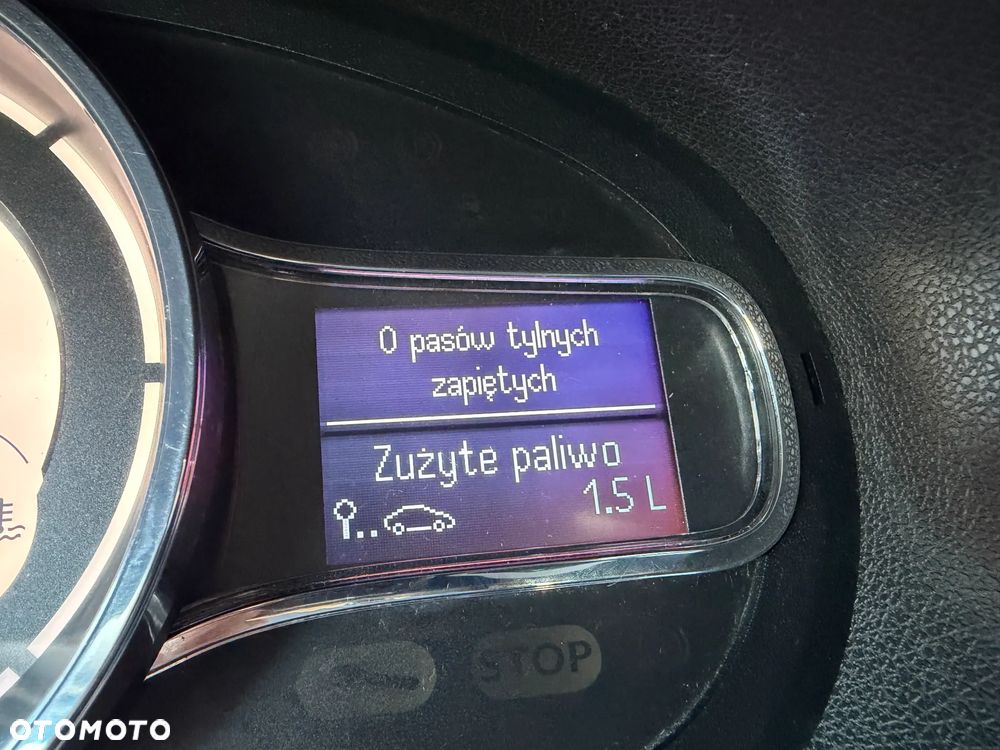 0 pasów tylnych
zapiętych
Zużyte paliwo
1.5 L
STOP
OTOMOTO